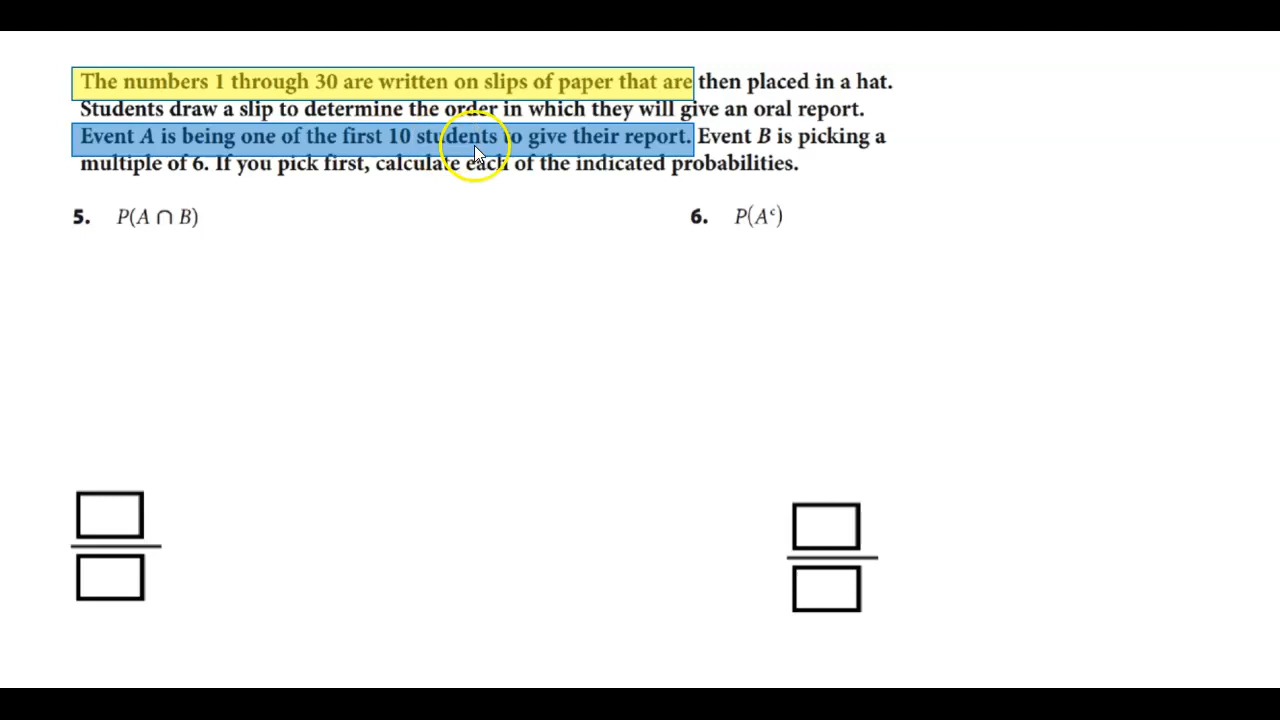 The numbers 1 through 30 are written on slips of paper that are then placed in a hat.
Students draw a slip to determine the order in which they will give an oral report.
Event A is being one of the first 10 students to give their report. Event B is picking a
multiple of 6. If you pick first, calculate each of the indicated probabilities.
5. P(A ∩ B)
6. P(Aᶜ)